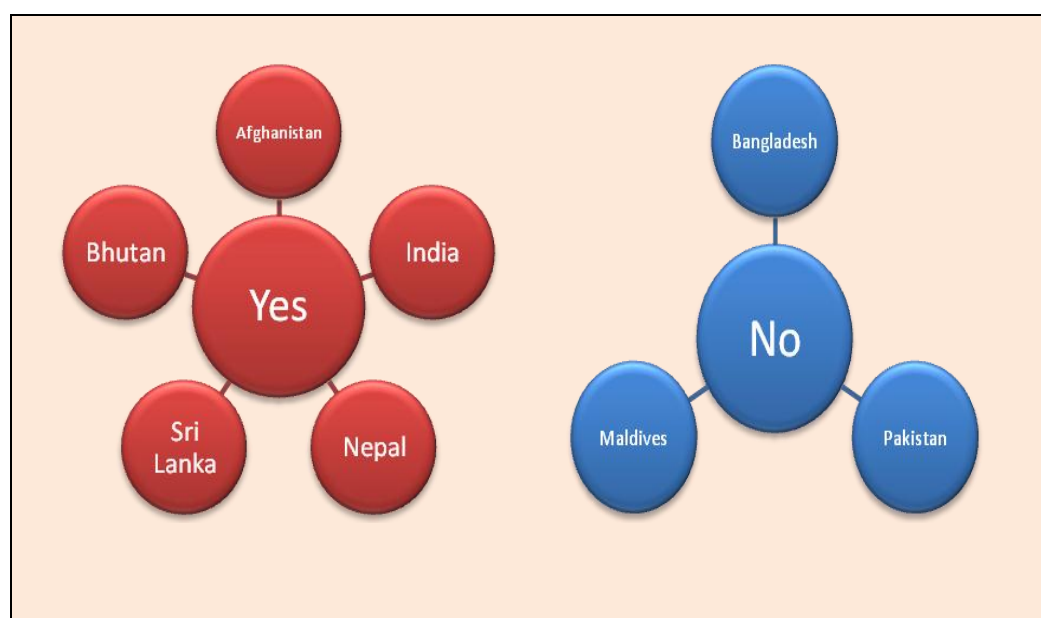 Afghanistan
Bhutan
India
Yes
Sri
Lanka
Nepal
Bangladesh
No
Maldives
Pakistan